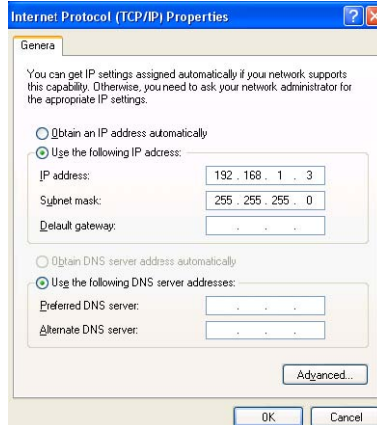 Internet Protocol (TCP/IP) Properties
Genera
You can get IP settings assigned automatically if your network supports
this capability. Otherwise, you need to ask your network administrator for
the appropriate IP settings.
Obtain an IP address automatically
Use the following IP address:
IP address: 192 . 168 . 1 . 3
Subnet mask: 255 . 255 . 255 . 0
Default gateway: . . .
Obtain DNS server address automatically
Use the following DNS server addresses:
Preferred DNS server: . . .
Alternate DNS server: . . .
Advanced...
OK Cancel